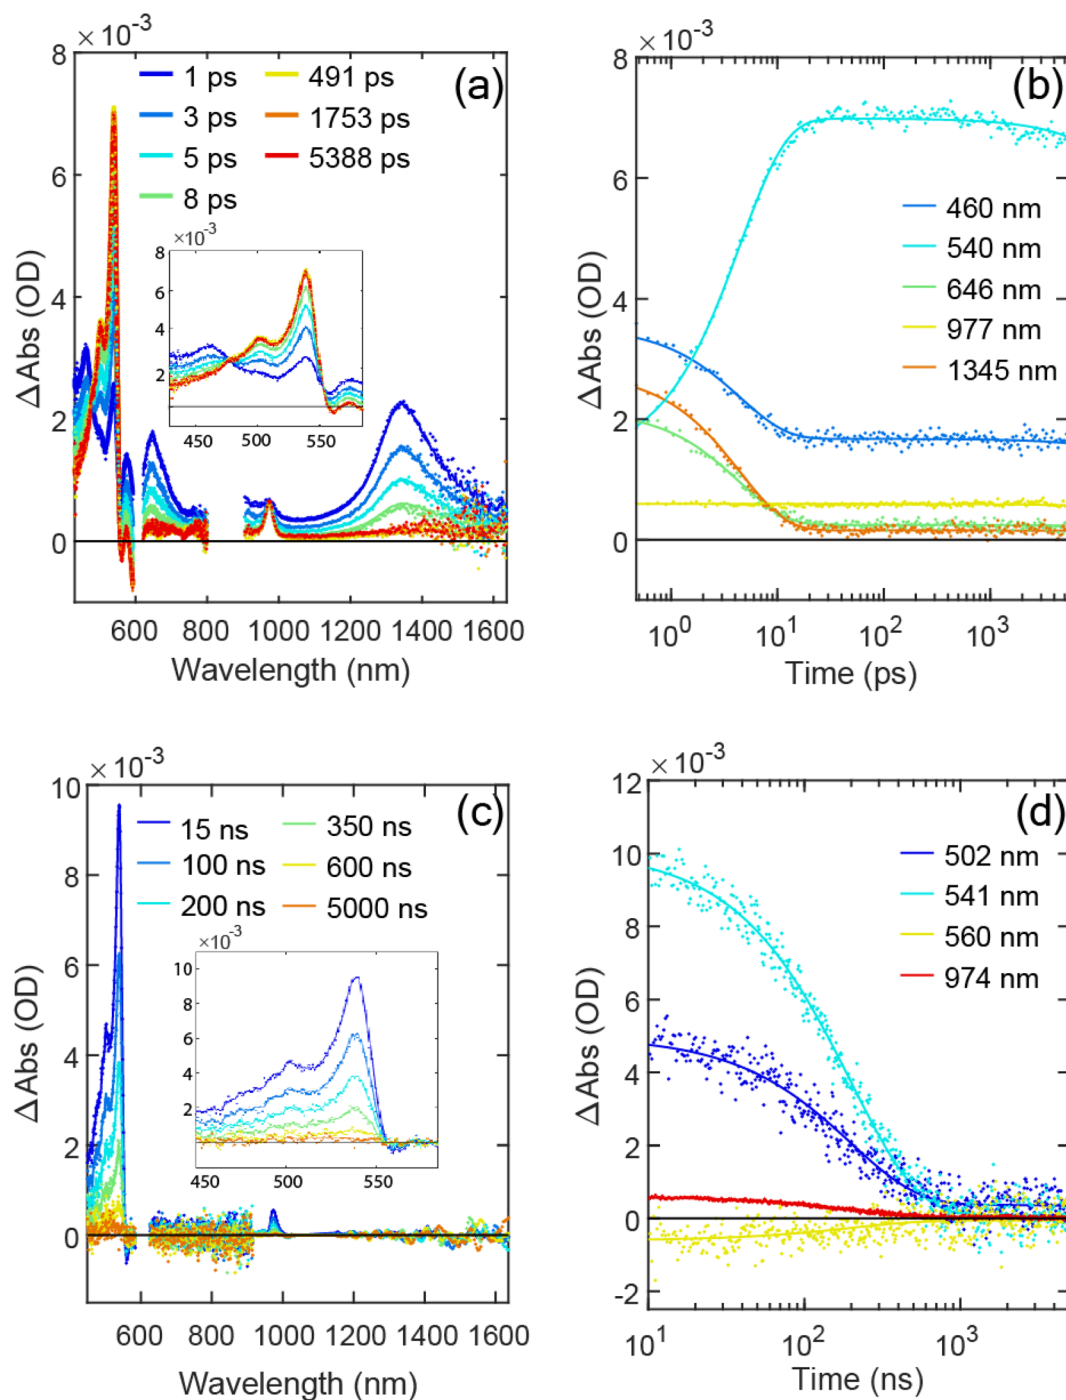 × 10⁻³
(a)
1 ps 491 ps
3 ps 1753 ps
5 ps 5388 ps
8 ps
8
6
4
2
0
ΔAbs (OD)
×10⁻³
8
6
4
2
450 500 550
600 800 1000 1200 1400 1600
Wavelength (nm)
× 10⁻³
(b)
8
6
4
2
0
ΔAbs (OD)
460 nm
540 nm
646 nm
977 nm
1345 nm
10⁰ 10¹ 10² 10³
Time (ps)
× 10⁻³
(c)
15 ns 350 ns
100 ns 600 ns
200 ns 5000 ns
10
8
6
4
2
0
ΔAbs (OD)
×10⁻³
10
8
6
4
2
450 500 550
600 800 1000 1200 1400 1600
Wavelength (nm)
× 10⁻³
(d)
12
10
8
6
4
2
0
-2
ΔAbs (OD)
502 nm
541 nm
560 nm
974 nm
10¹ 10² 10³
Time (ns)